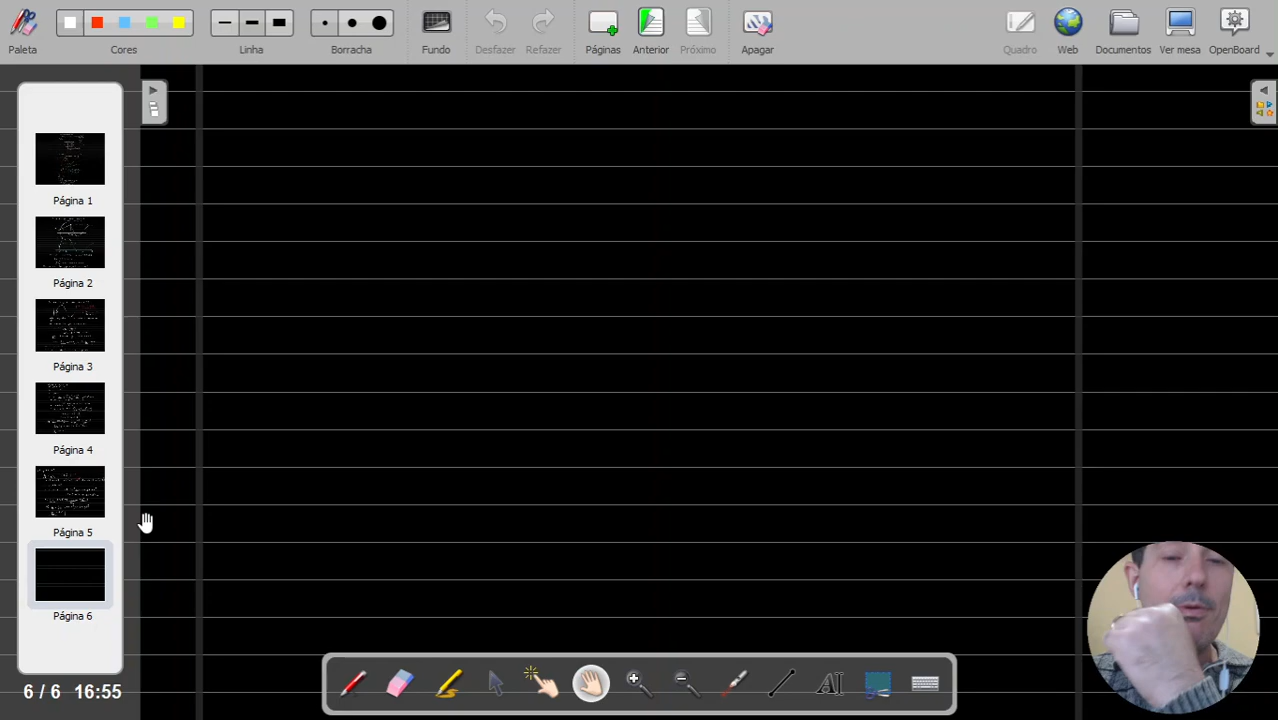 Paleta
Cores
Linha
Borracha
Fundo
Desfazer
Refazer
Páginas
Anterior
Próximo
Apagar
Quadro
Web
Documentos
Ver mesa
OpenBoard
Página 1
Página 2
Página 3
Página 4
Página 5
Página 6
6 / 6 16:55
AI